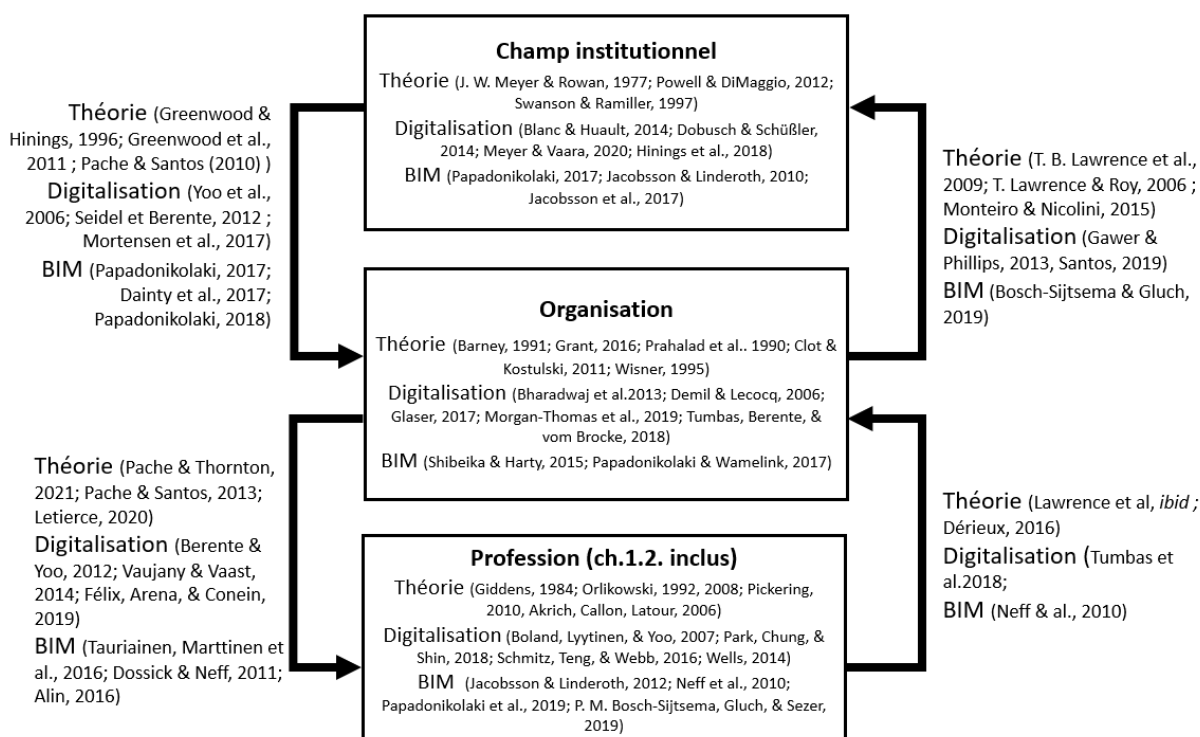 Champ institutionnel
Théorie (J. W. Meyer & Rowan, 1977; Powell & DiMaggio, 2012;
Swanson & Ramiller, 1997)
Digitalisation (Blanc & Huault, 2014; Dobusch & Schüßler,
2014; Meyer & Vaara, 2020; Hinings et al., 2018)
BIM (Papadonikolaki, 2017; Jacobsson & Linderoth, 2010;
Jacobsson et al., 2017)
Théorie (Greenwood &
Hinings, 1996; Greenwood et al.,
2011 ; Pache & Santos (2010) )
Digitalisation (Yoo et al.,
2006; Seidel et Berente, 2012 ;
Mortensen et al., 2017)
BIM (Papadonikolaki, 2017;
Dainty et al., 2017;
Papadonikolaki, 2018)
Théorie (T. B. Lawrence et al.,
2009; T. Lawrence & Roy, 2006 ;
Monteiro & Nicolini, 2015)
Digitalisation (Gawer &
Phillips, 2013, Santos, 2019)
BIM (Bosch-Sijtsema & Gluch,
2019)
Organisation
Théorie (Barney, 1991; Grant, 2016; Prahalad et al.. 1990; Clot &
Kostulski, 2011; Wisner, 1995)
Digitalisation (Bharadwaj et al.2013; Demil & Lecocq, 2006;
Glaser, 2017; Morgan-Thomas et al., 2019; Tumbas, Berente, &
vom Brocke, 2018)
BIM (Shibeika & Harty, 2015; Papadonikolaki & Wamelink, 2017)
Théorie (Pache & Thornton,
2021; Pache & Santos, 2013;
Letierce, 2020)
Digitalisation (Berente &
Yoo, 2012; Vaujany & Vaast,
2014; Félix, Arena, & Conein,
2019)
BIM (Tauriainen, Marttinen et
al., 2016; Dossick & Neff, 2011;
Alin, 2016)
Théorie (Lawrence et al, ibid ;
Dérieux, 2016)
Digitalisation (Tumbas et
al.2018;
BIM (Neff & al., 2010)
Profession (ch.1.2. inclus)
Théorie (Giddens, 1984; Orlikowski, 1992, 2008; Pickering,
2010, Akrich, Callon, Latour, 2006)
Digitalisation (Boland, Lyytinen, & Yoo, 2007; Park, Chung, &
Shin, 2018; Schmitz, Teng, & Webb, 2016; Wells, 2014)
BIM (Jacobsson & Linderoth, 2012; Neff et al., 2010;
Papadonikolaki et al., 2019; P. M. Bosch-Sijtsema, Gluch, & Sezer,
2019)